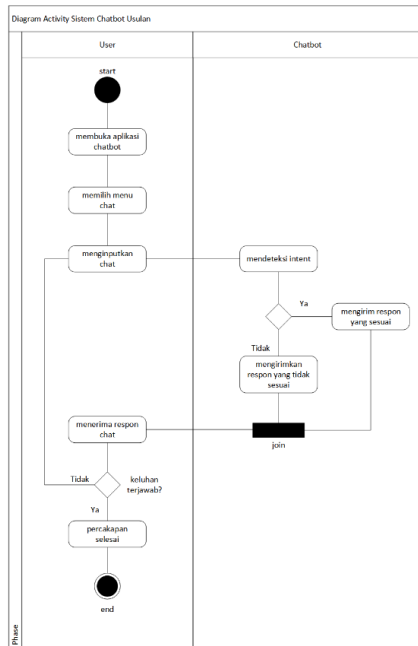 Diagram Activity Sistem Chatbot Usulan
User
Chatbot
start
membuka aplikasi
chatbot
memilih menu
chat
menginputkan
chat
mendeteksi intent
Ya
mengirim respon
yang sesuai
Tidak
mengirimkan
respon yang tidak
sesuai
menerima respon
chat
join
Tidak
keluhan
terjawab?
Ya
percakapan
selesai
end
Phase